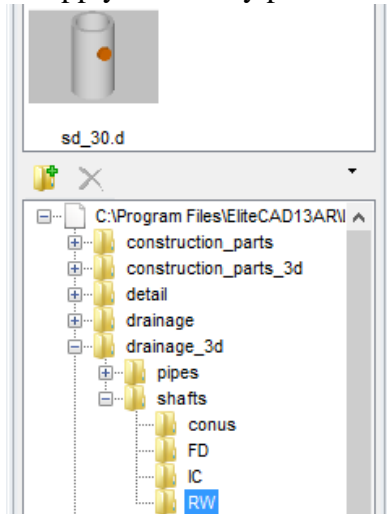 sd_30.d
C:\Program Files\EliteCAD13AR\
construction_parts
construction_parts_3d
detail
drainage
drainage_3d
pipes
shafts
conus
FD
IC
RW